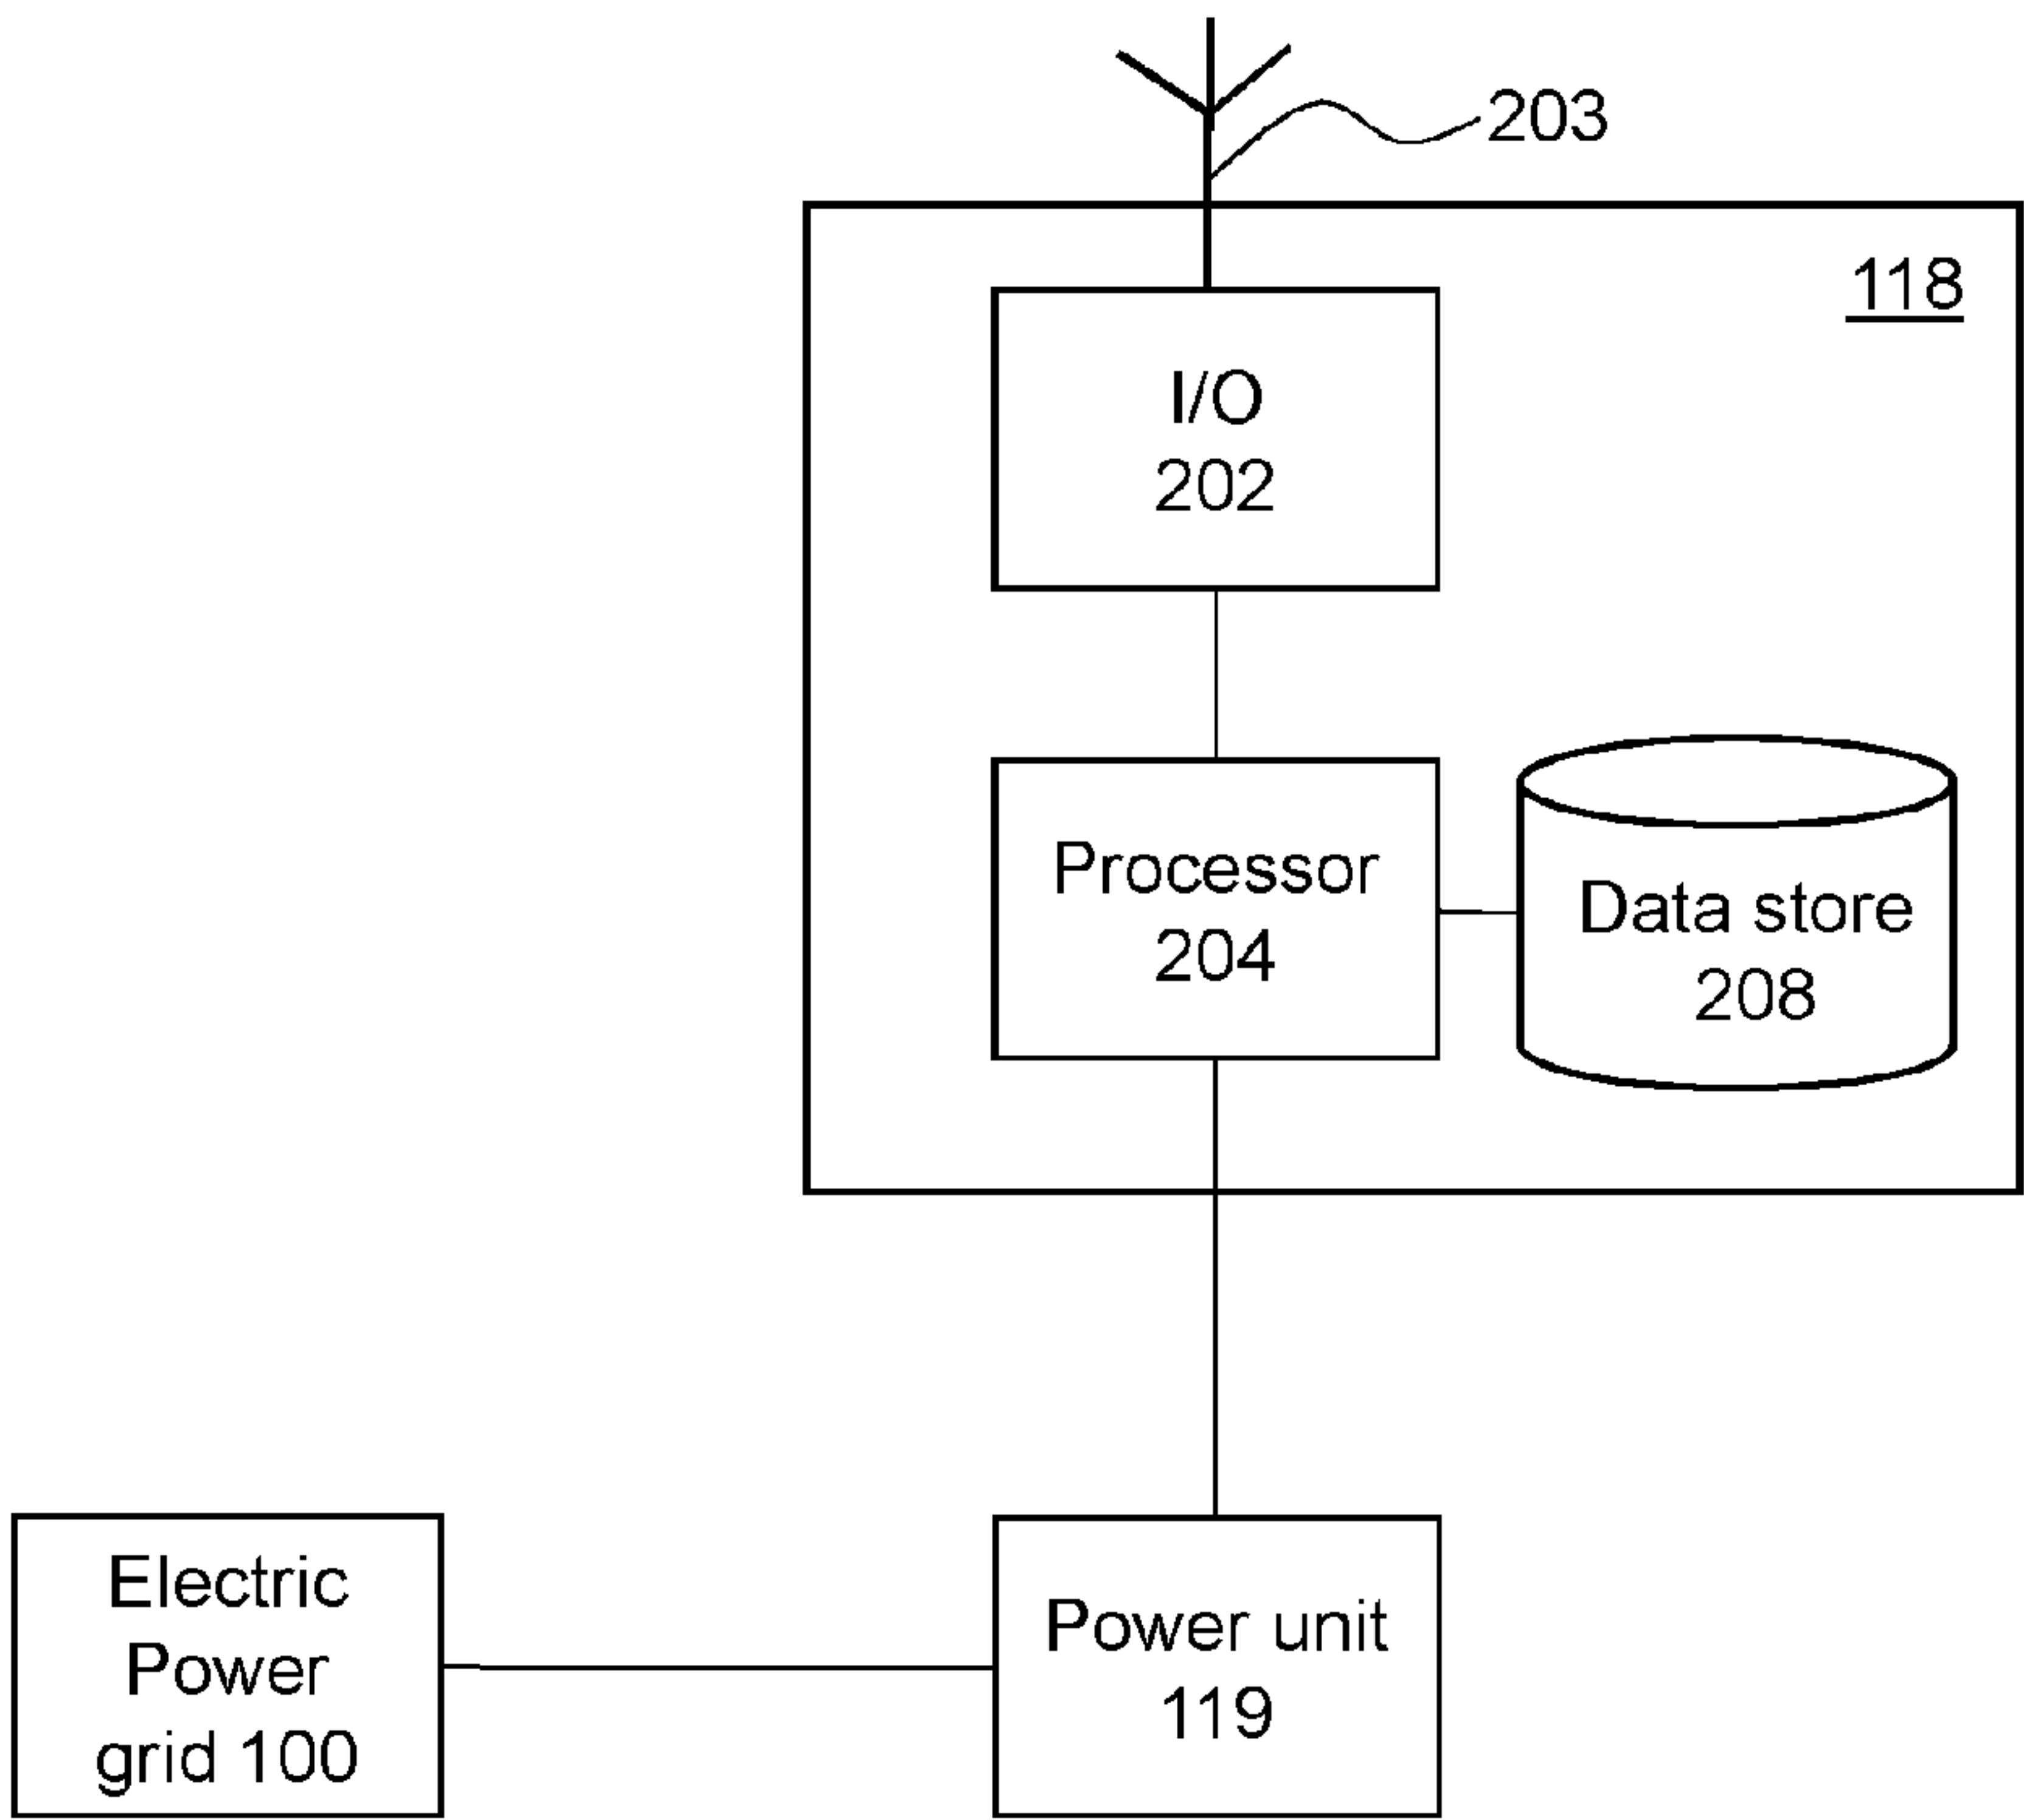 203
118
I/O
202
Processor
204
Data store
208
Electric
Power
grid 100
Power unit
119